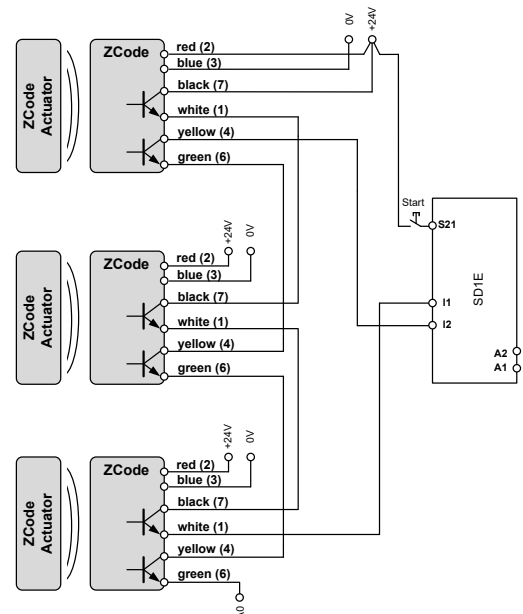 0V
+24V
ZCode
Actuator
ZCode
red (2)
blue (3)
black (7)
white (1)
yellow (4)
green (6)
Start
S21
SD1E
I1
I2
A2
A1
ZCode
Actuator
ZCode
+24V
0V
red (2)
blue (3)
black (7)
white (1)
yellow (4)
green (6)
ZCode
Actuator
ZCode
+24V
0V
red (2)
blue (3)
black (7)
white (1)
yellow (4)
green (6)
0V